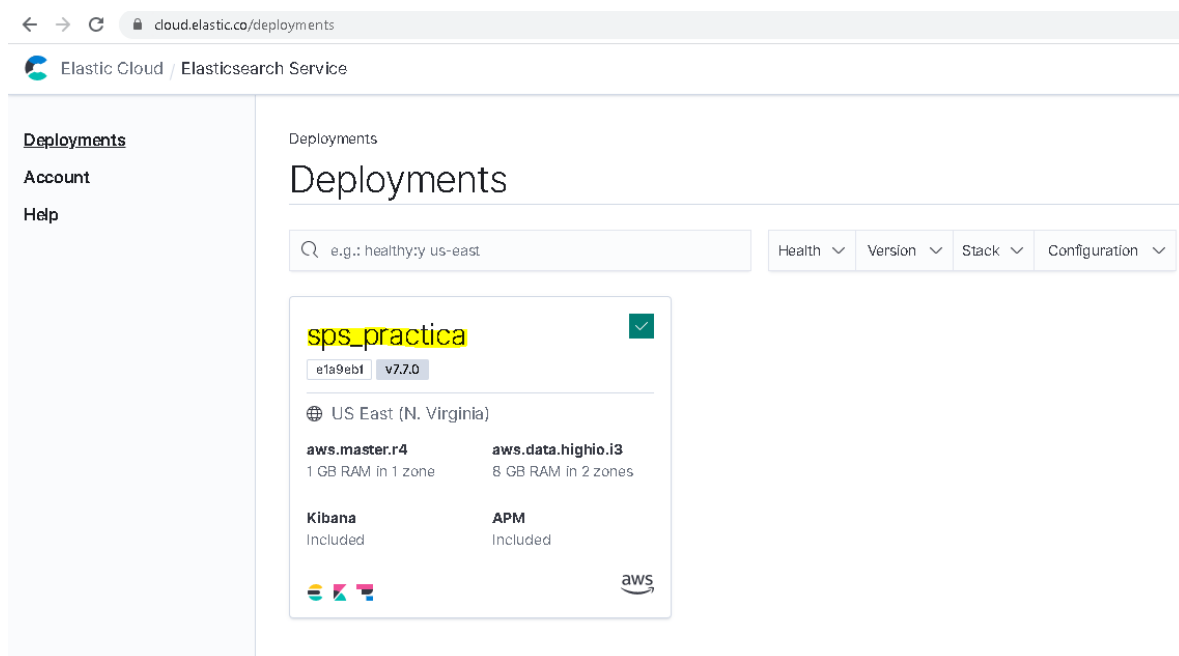 cloud.elastic.co/deployments
Elastic Cloud / Elasticsearch Service
Deployments
Account
Help
Deployments
Deployments
e.g.: healthy:y us-east
Health Version Stack Configuration
sps_practica
e1a9eb1 v7.7.0
US East (N. Virginia)
aws.master.r4 aws.data.highio.i3
1 GB RAM in 1 zone 8 GB RAM in 2 zones
Kibana APM
Included Included
aws